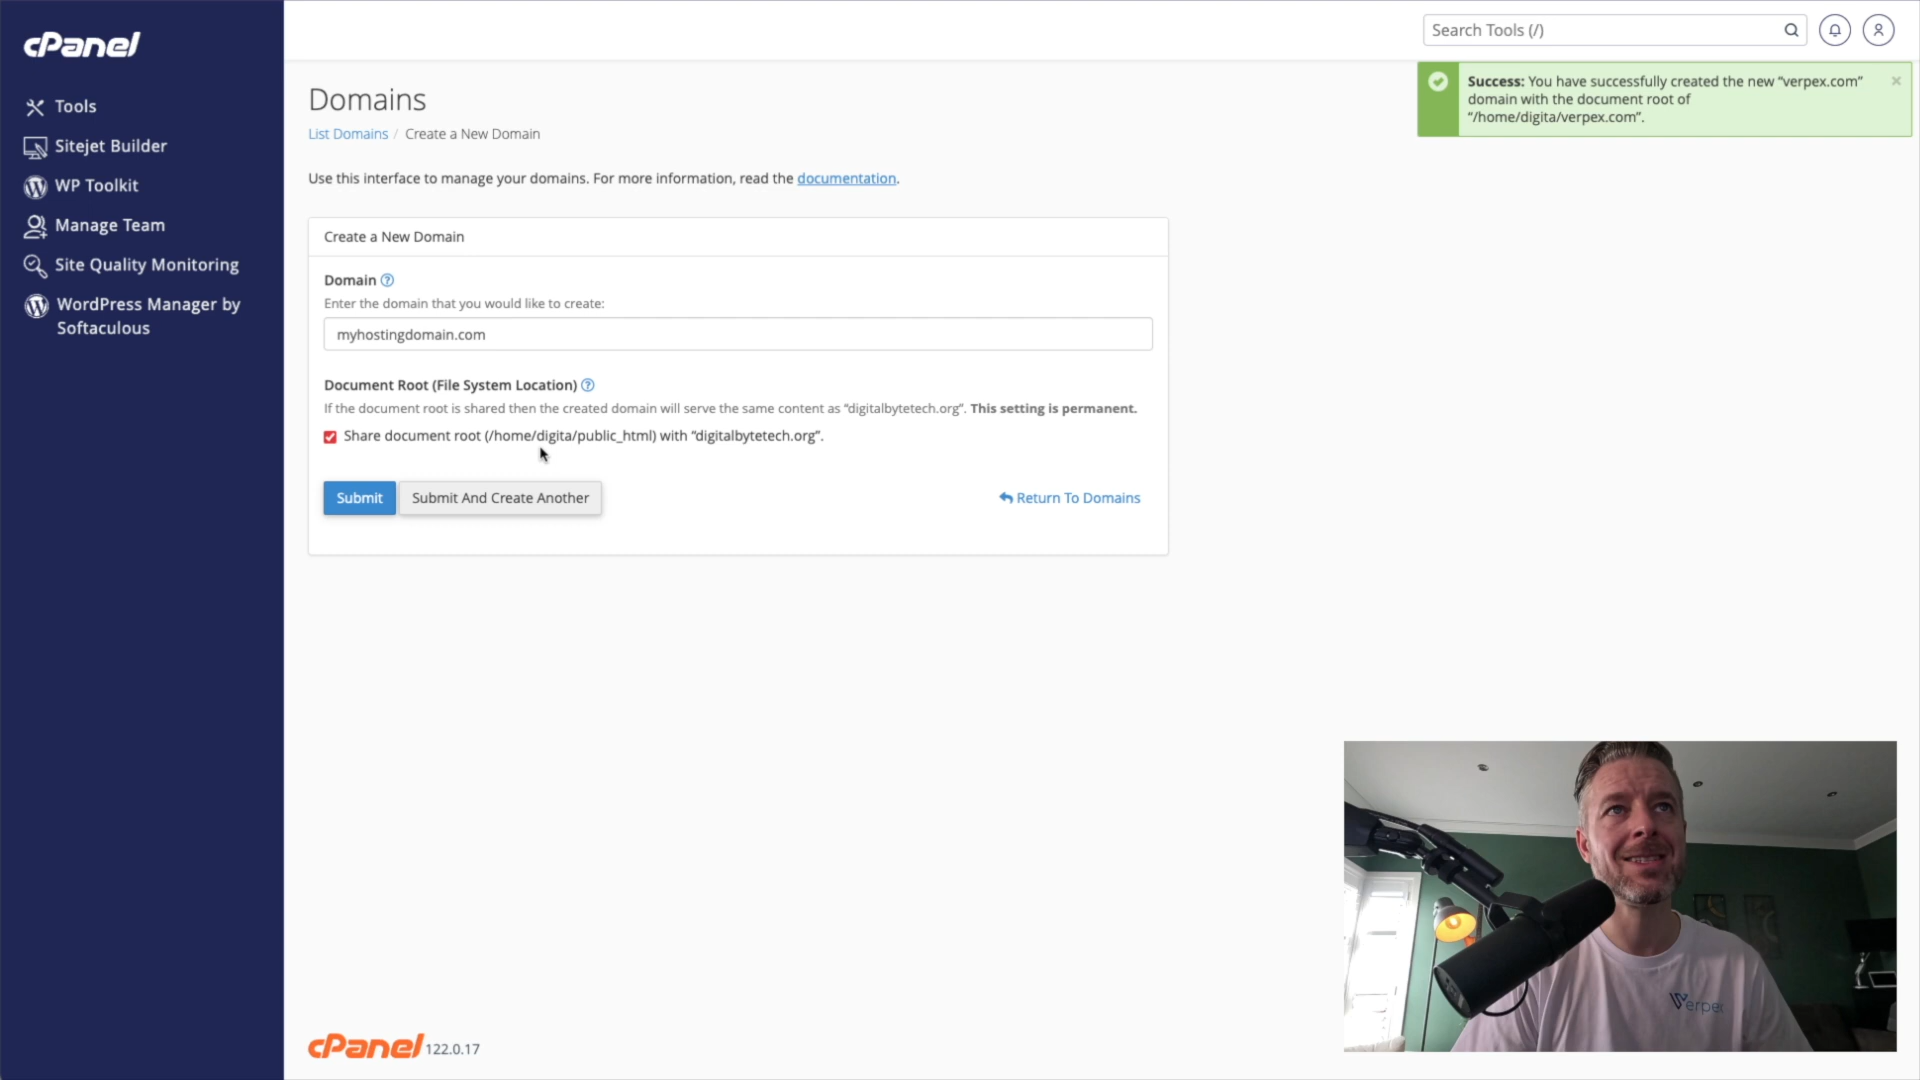 cPanel
Tools
Sitejet Builder
WP Toolkit
Manage Team
Site Quality Monitoring
WordPress Manager by
Softaculous
Search Tools (/)
Success: You have successfully created the new “verpex.com”
domain with the document root of
“/home/digita/verpex.com”.
×
Domains
List Domains / Create a New Domain
Use this interface to manage your domains. For more information, read the documentation.
Create a New Domain
Domain ?
Enter the domain that you would like to create:
myhostingdomain.com
Document Root (File System Location) ?
If the document root is shared then the created domain will serve the same content as “digitalbytetech.org”. This setting is permanent.
Share document root (/home/digita/public_html) with “digitalbytetech.org”.
Submit
Submit And Create Another
Return To Domains
Verpex
cPanel 122.0.17